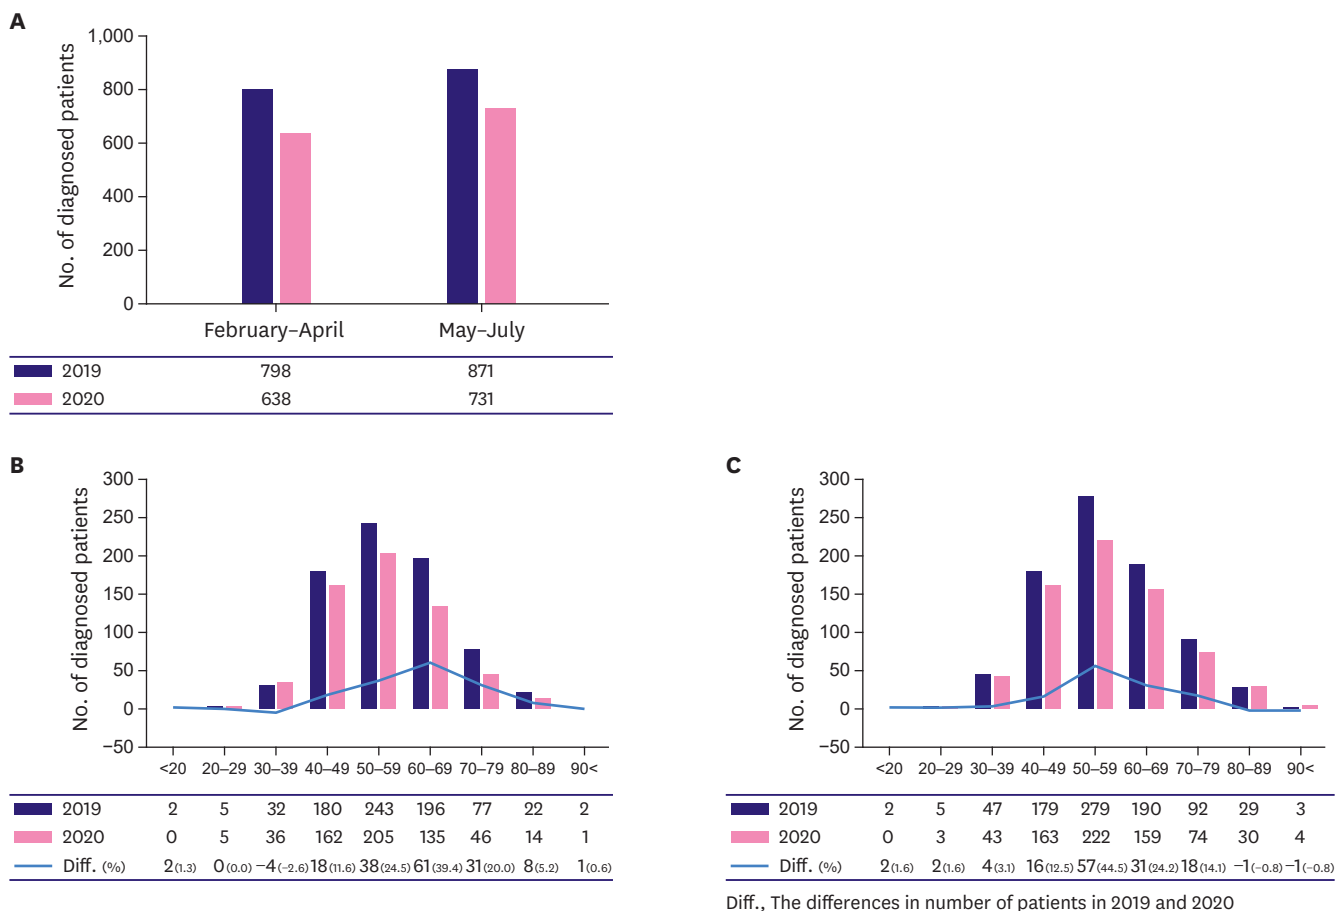 A
No. of diagnosed patients
1,000
800
600
400
200
0
February–April May–July
2019 798 871
2020 638 731
B
No. of diagnosed patients
300
250
200
150
100
50
0
−50
<20 20–29 30–39 40–49 50–59 60–69 70–79 80–89 90<
2019 2 5 32 180 243 196 77 22 2
2020 0 5 36 162 205 135 46 14 1
Diff. (%) 2(1.3) 0(0.0) −4(−2.6) 18(11.6) 38(24.5) 61(39.4) 31(20.0) 8(5.2) 1(0.6)
C
No. of diagnosed patients
300
250
200
150
100
50
0
−50
<20 20–29 30–39 40–49 50–59 60–69 70–79 80–89 90<
2019 2 5 47 179 279 190 92 29 3
2020 0 3 43 163 222 159 74 30 4
Diff. (%) 2(1.6) 2(1.6) 4(3.1) 16(12.5) 57(44.5) 31(24.2) 18(14.1) −1(−0.8) −1(−0.8)
Diff., The differences in number of patients in 2019 and 2020